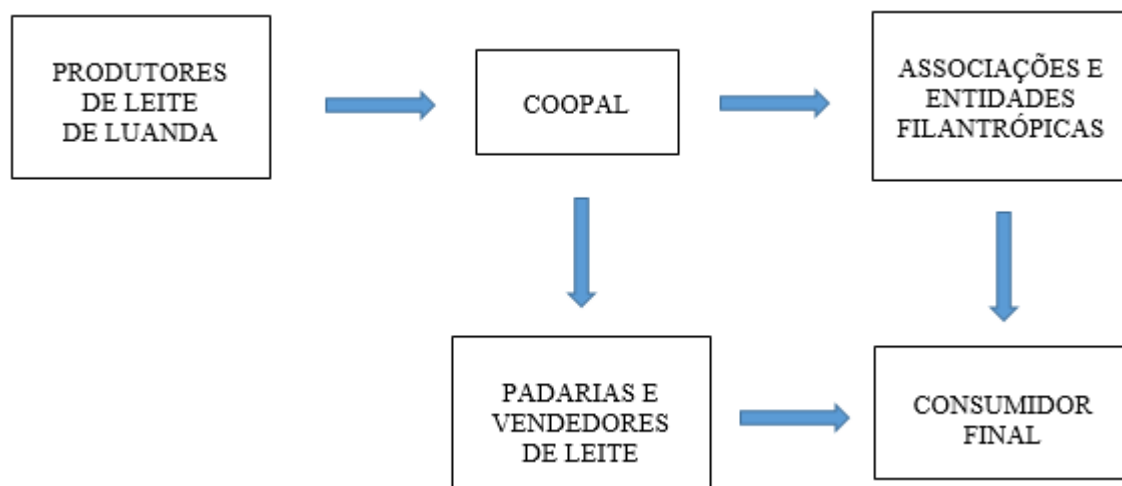 PRODUTORES
DE LEITE
DE LUANDA
COOPAL
ASSOCIAÇÕES E
ENTIDADES
FILANTRÓPICAS
PADARIAS E
VENDEDORES
DE LEITE
CONSUMIDOR
FINAL